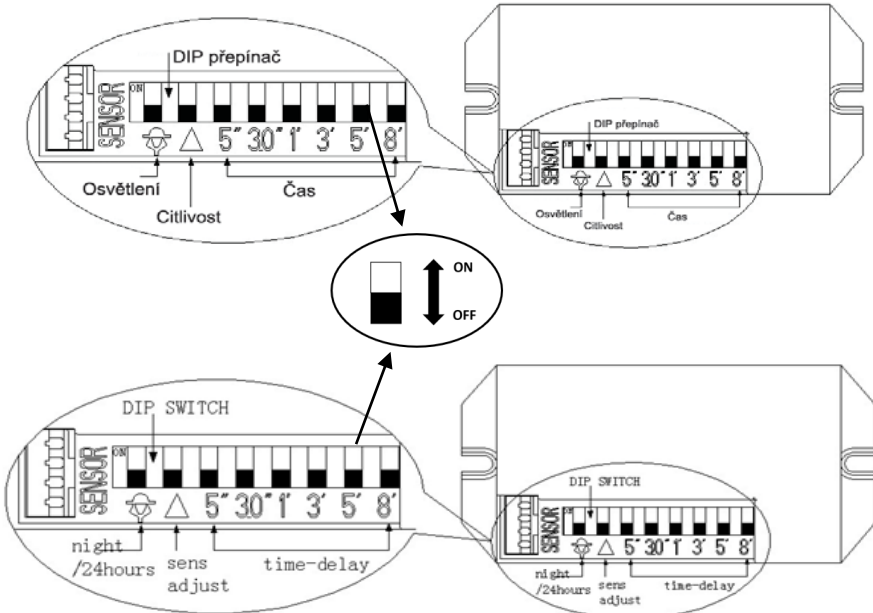 DIP přepínač
ON
SENSOR
5" 30" 1' 3' 5' 8'
Osvětlení
Citlivost
Čas
DIP přepínač
ON
SENSOR
5" 30" 1' 3' 5' 8'
Osvětlení
Citlivost
Čas
ON
OFF
DIP SWITCH
ON
SENSOR
5" 30" 1' 3' 5' 8'
night
/24hours
sens
adjust
time-delay
DIP SWITCH
ON
SENSOR
5" 30" 1' 3' 5' 8'
night
/24hours
sens
adjust
time-delay